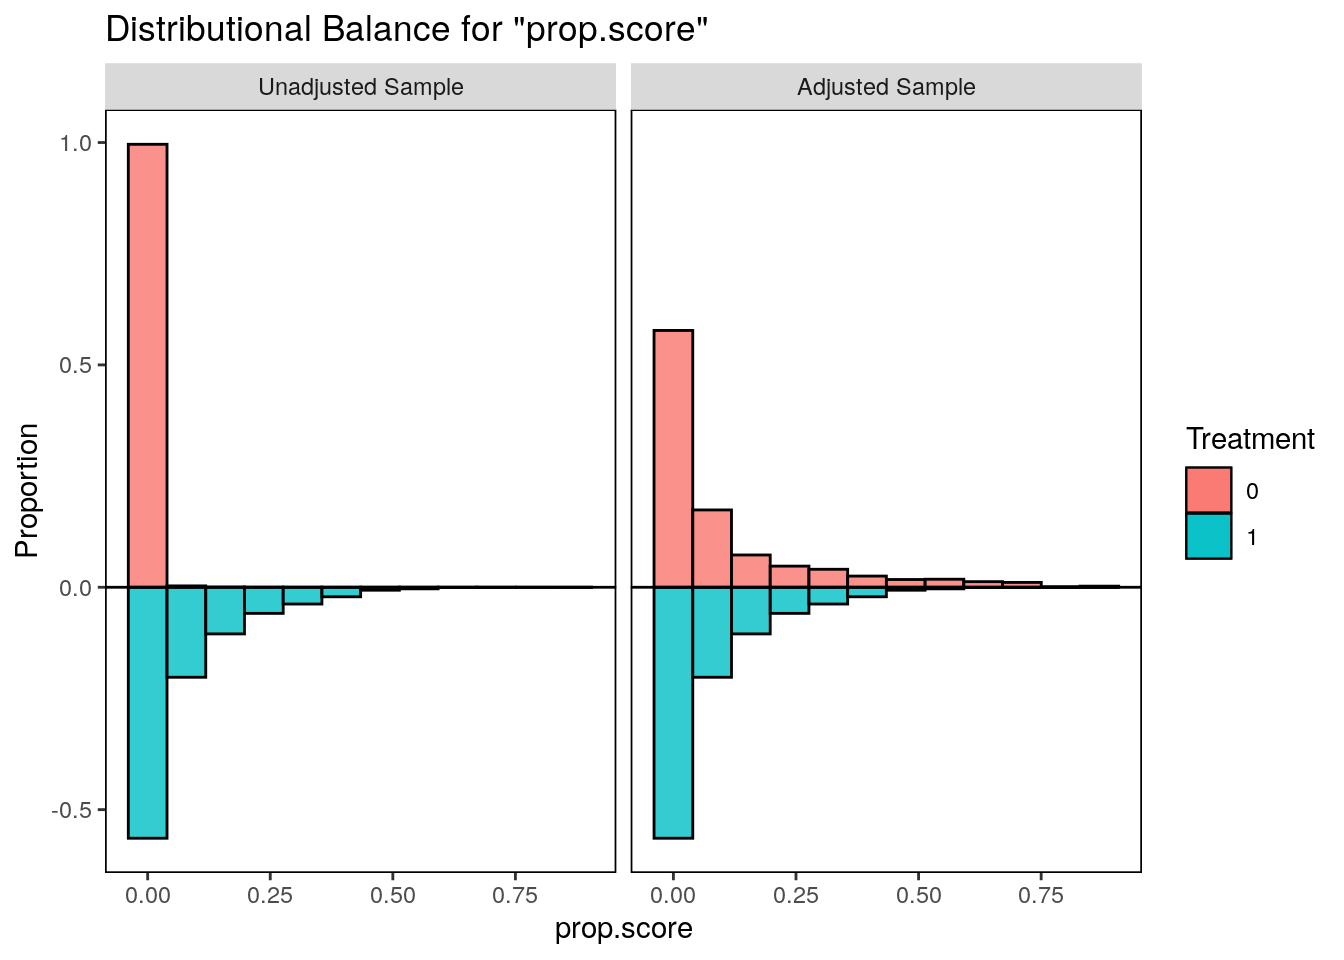 Distributional Balance for "prop.score"
Unadjusted Sample
Adjusted Sample
1.0
0.5
0.0
-0.5
Proportion
0.00 0.25 0.50 0.75
0.00 0.25 0.50 0.75
prop.score
Treatment
0
1